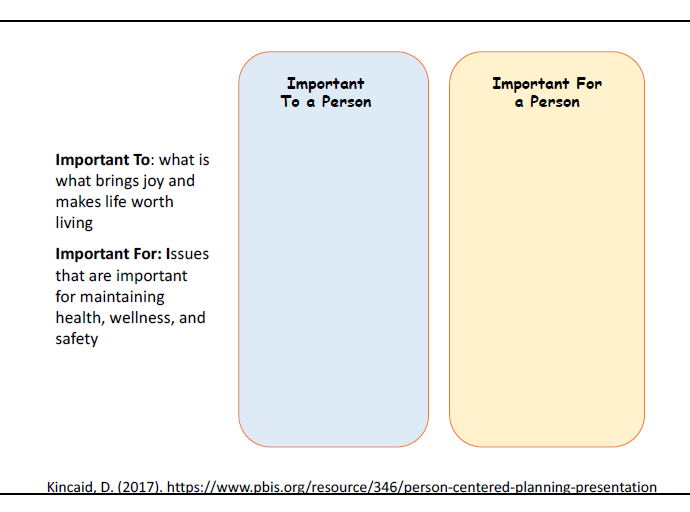 Important
To a Person
Important For
a Person
Important To: what is
what brings joy and
makes life worth
living
Important For: Issues
that are important
for maintaining
health, wellness, and
safety
Kincaid, D. (2017). https://www.pbis.org/resource/346/person-centered-planning-presentation